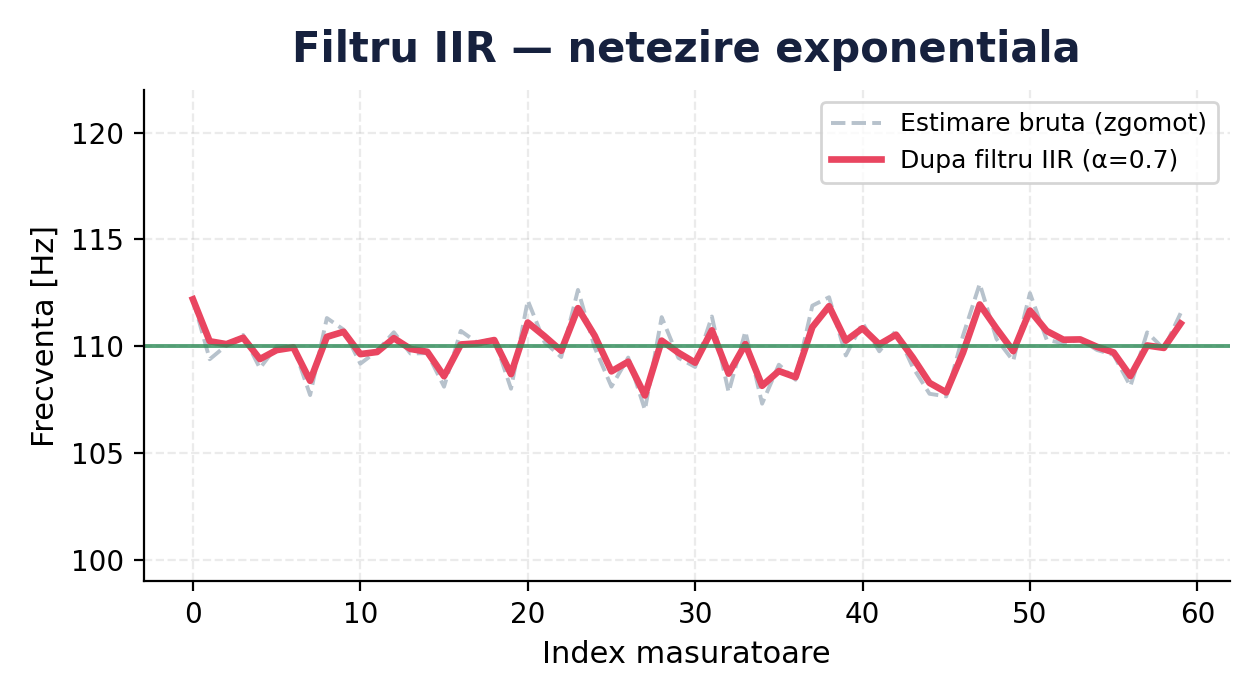 Filtru IIR — netezire exponentiala
Estimare bruta (zgomot)
Dupa filtru IIR (α=0.7)
Frecventa [Hz]
120
115
110
105
100
0 10 20 30 40 50 60
Index masuratoare